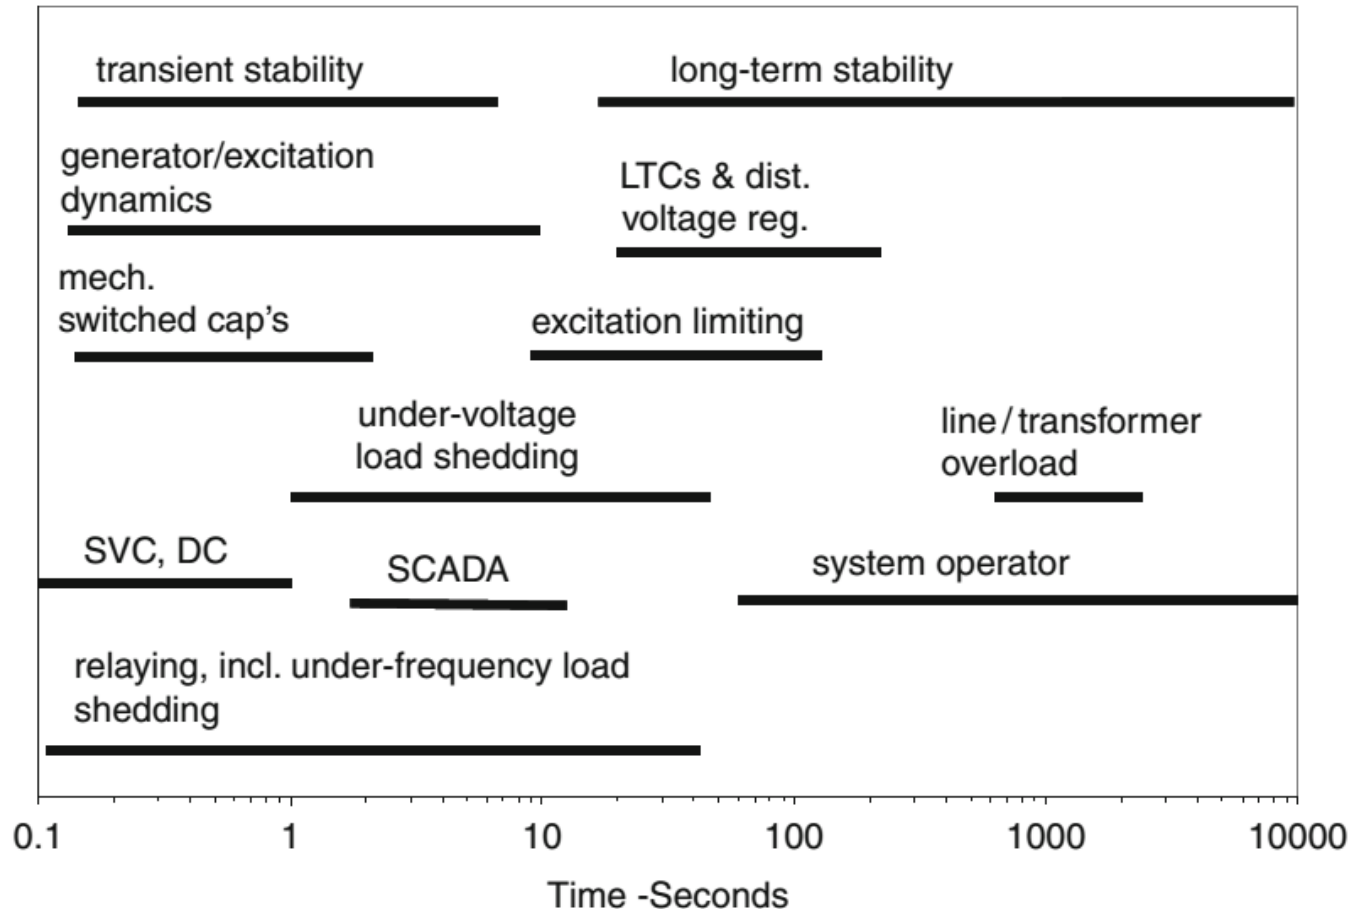 transient stability
long-term stability
generator/excitation
dynamics
LTCs & dist.
voltage reg.
mech.
switched cap's
excitation limiting
under-voltage
load shedding
line / transformer
overload
SVC, DC
SCADA
system operator
relaying, incl. under-frequency load
shedding
0.1 1 10 100 1000 10000
Time -Seconds